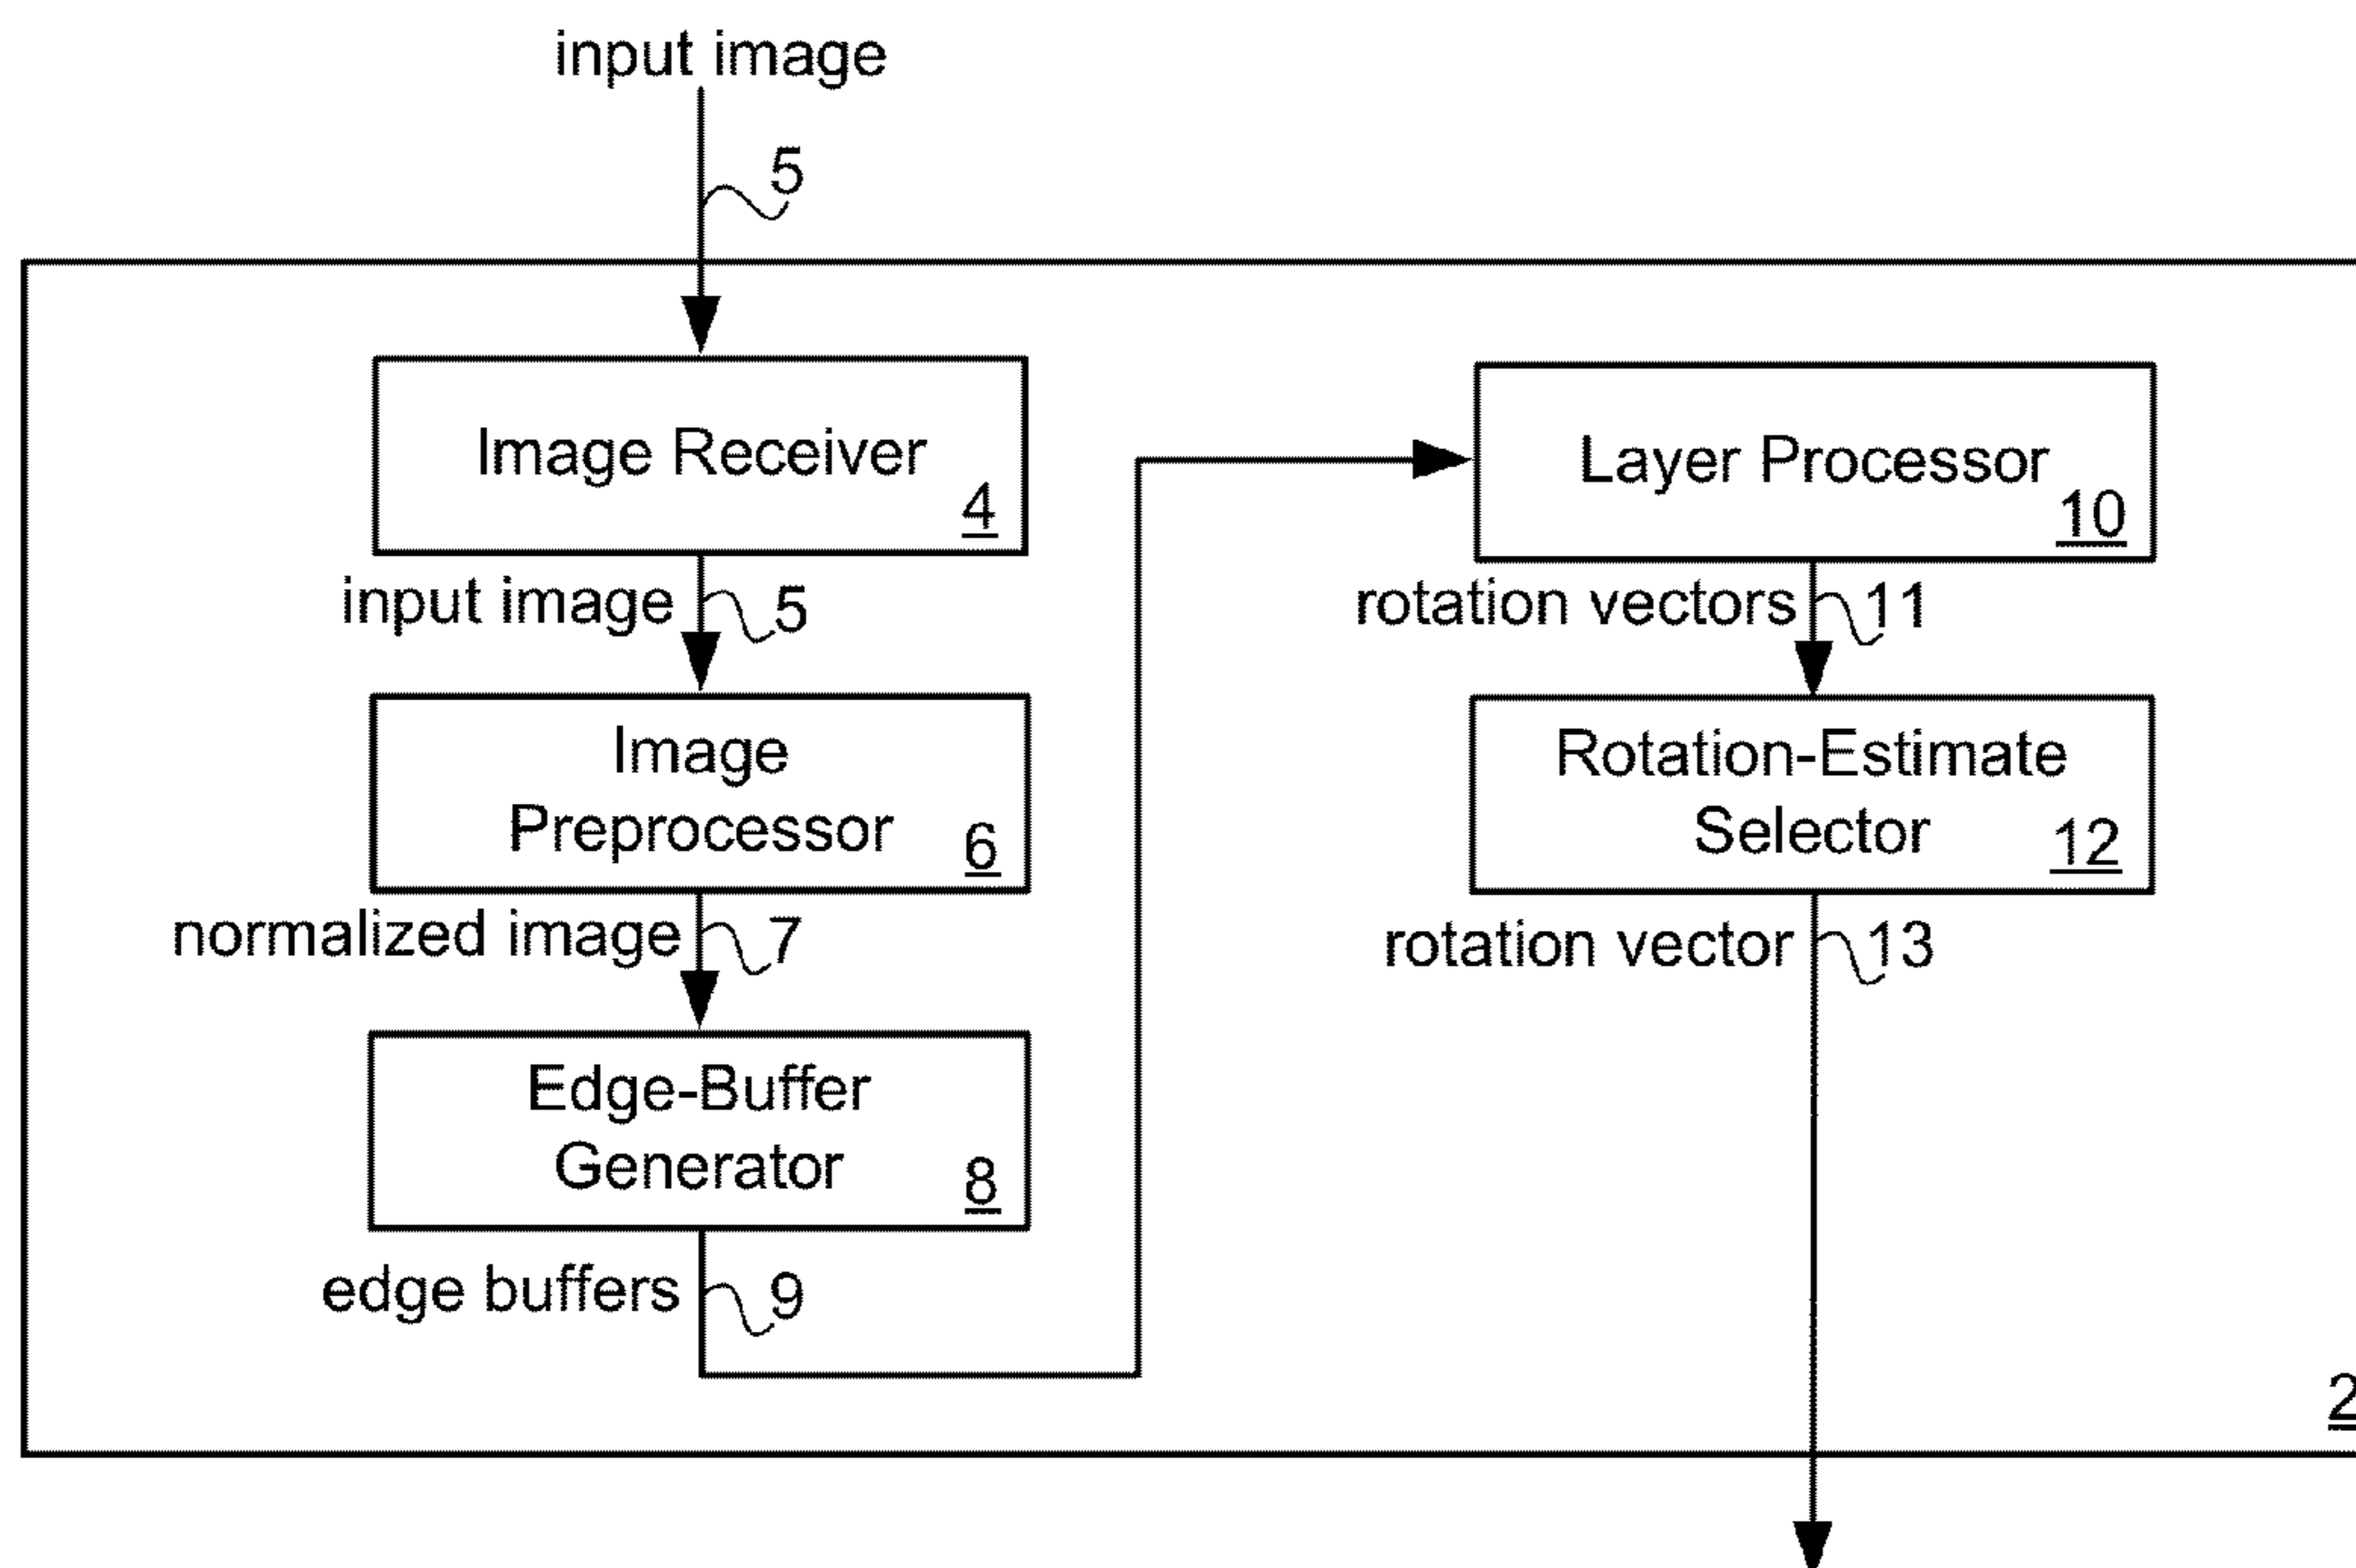 input image
5
Image Receiver
4
input image
5
Image
Preprocessor
6
normalized image
7
Edge-Buffer
Generator
8
edge buffers
9
Layer Processor
10
rotation vectors
11
Rotation-Estimate
Selector
12
rotation vector
13
2